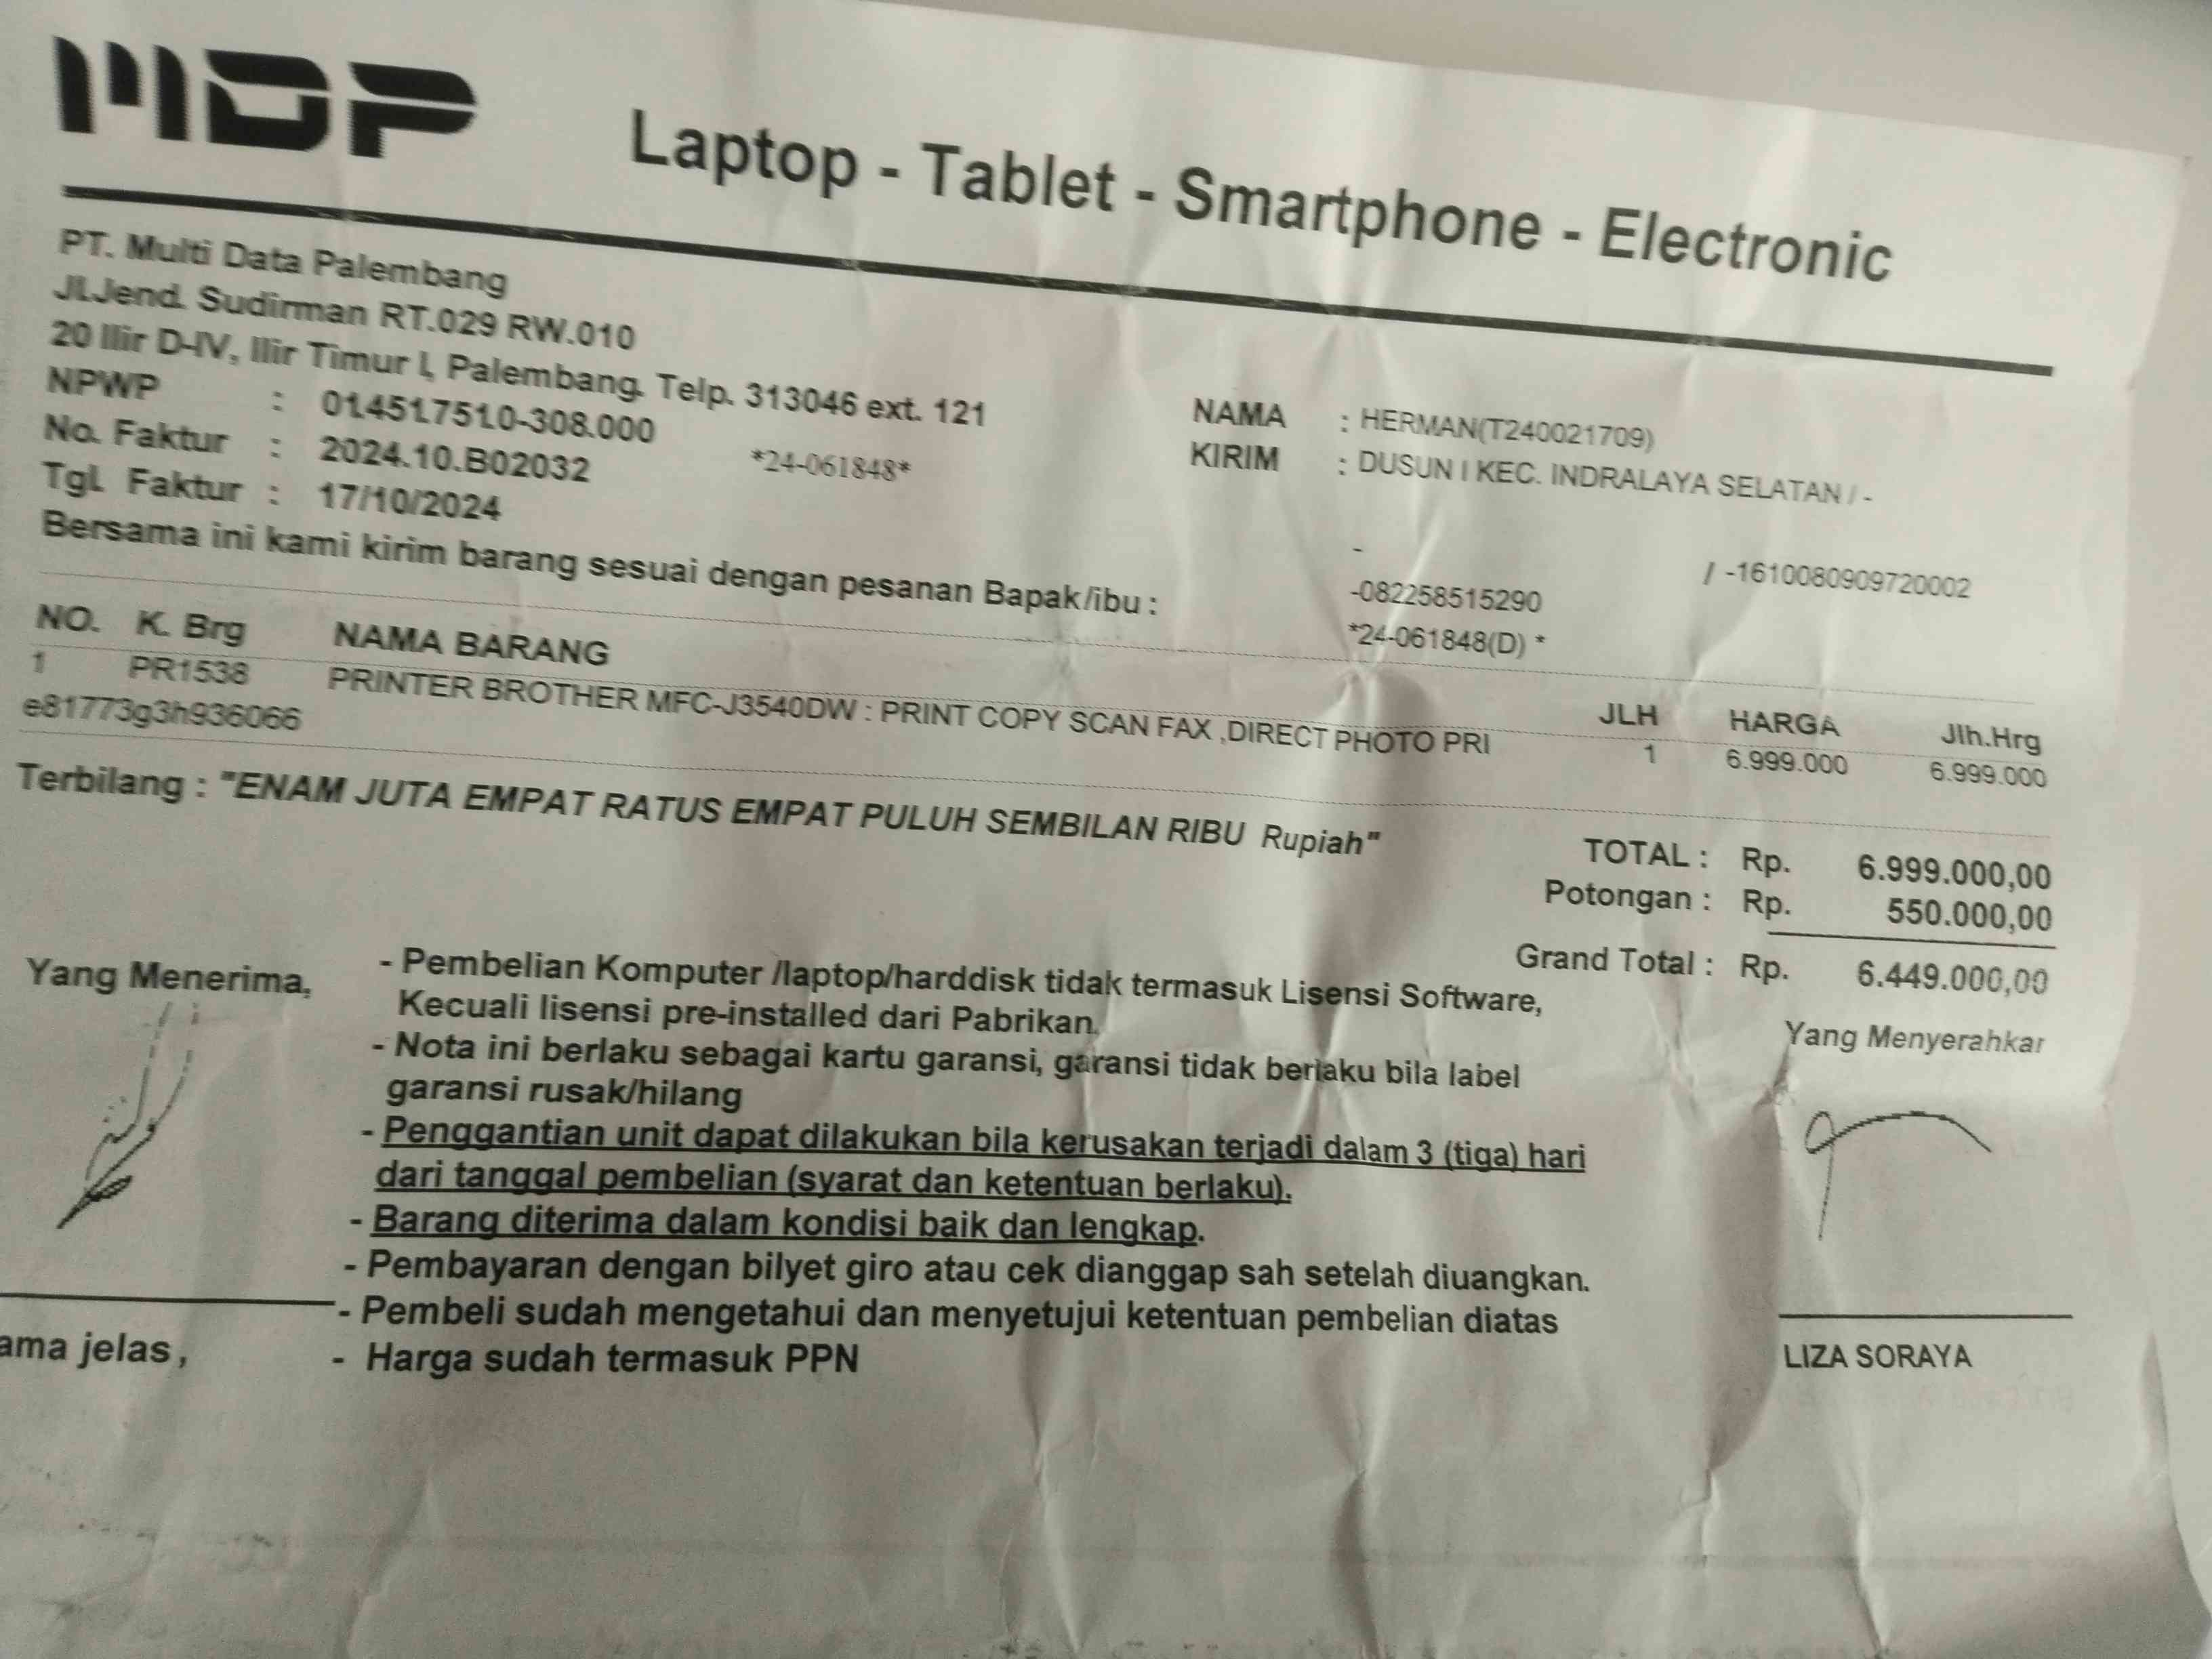 MDP
Laptop - Tablet - Smartphone - Electronic
PT. Multi Data Palembang
Jl.Jend. Sudirman RT.029 RW.010
20 Ilir D-IV, Ilir Timur I, Palembang. Telp. 313046 ext. 121
NPWP : 01.451.751.0-308.000
No. Faktur : 2024.10.B02032 *24-061848*
Tgl. Faktur : 17/10/2024
NAMA : HERMAN(T240021709)
KIRIM : DUSUN I KEC. INDRALAYA SELATAN / -
- / -1610080909720002
-082258515290
*24-061848(D) *
Bersama ini kami kirim barang sesuai dengan pesanan Bapak/ibu :
NO. K. Brg NAMA BARANG JLH HARGA Jlh.Hrg
1 PR1538 PRINTER BROTHER MFC-J3540DW : PRINT COPY SCAN FAX ,DIRECT PHOTO PRI 1 6.999.000 6.999.000
e81773g3h936066
Terbilang : "ENAM JUTA EMPAT RATUS EMPAT PULUH SEMBILAN RIBU Rupiah"
TOTAL : Rp. 6.999.000,00
Potongan : Rp. 550.000,00
Grand Total : Rp. 6.449.000,00
Yang Menerima,
- Pembelian Komputer /laptop/harddisk tidak termasuk Lisensi Software,
Kecuali lisensi pre-installed dari Pabrikan.
- Nota ini berlaku sebagai kartu garansi, garansi tidak berlaku bila label
garansi rusak/hilang
- Penggantian unit dapat dilakukan bila kerusakan terjadi dalam 3 (tiga) hari
dari tanggal pembelian (syarat dan ketentuan berlaku).
- Barang diterima dalam kondisi baik dan lengkap.
- Pembayaran dengan bilyet giro atau cek dianggap sah setelah diuangkan.
- Pembeli sudah mengetahui dan menyetujui ketentuan pembelian diatas
- Harga sudah termasuk PPN
ama jelas,
Yang Menyerahkar
LIZA SORAYA